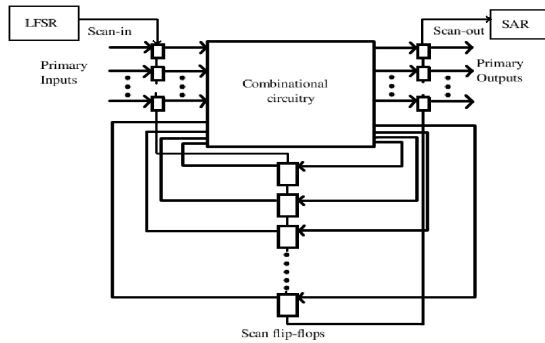 LFSR
SAR
Scan-in
Scan-out
Primary
Inputs
Combinational
circuitry
Primary
Outputs
Scan flip-flops